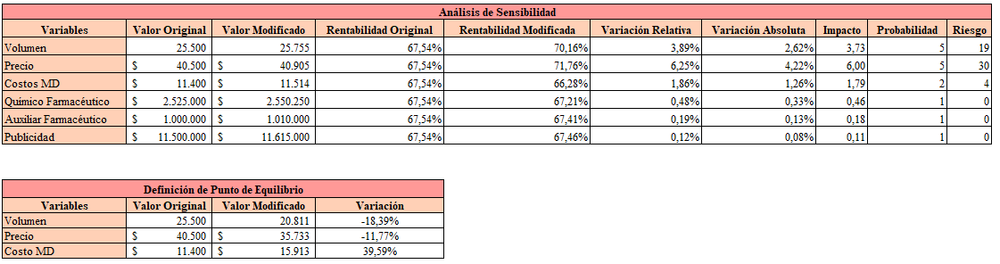 Análisis de Sensibilidad
Variables Valor Original Valor Modificado Rentabilidad Original Rentabilidad Modificada Variación Relativa Variación Absoluta Impacto Probabilidad Riesgo
Volumen 25.500 25.755 67,54% 70,16% 3,89% 2,62% 3,73 5 19
Precio $ 40.500 $ 40.905 67,54% 71,76% 6,25% 4,22% 6,00 5 30
Costos MD $ 11.400 $ 11.514 67,54% 66,28% 1,86% 1,26% 1,79 2 4
Químico Farmacéutico $ 2.525.000 $ 2.550.250 67,54% 67,21% 0,48% 0,33% 0,46 1 0
Auxiliar Farmacéutico $ 1.000.000 $ 1.010.000 67,54% 67,41% 0,19% 0,13% 0,18 1 0
Publicidad $ 11.500.000 $ 11.615.000 67,54% 67,46% 0,12% 0,08% 0,11 1 0
Definición de Punto de Equilibrio
Variables Valor Original Valor Modificado Variación
Volumen 25.500 20.811 -18,39%
Precio $ 40.500 $ 35.733 -11,77%
Costo MD $ 11.400 $ 15.913 39,59%